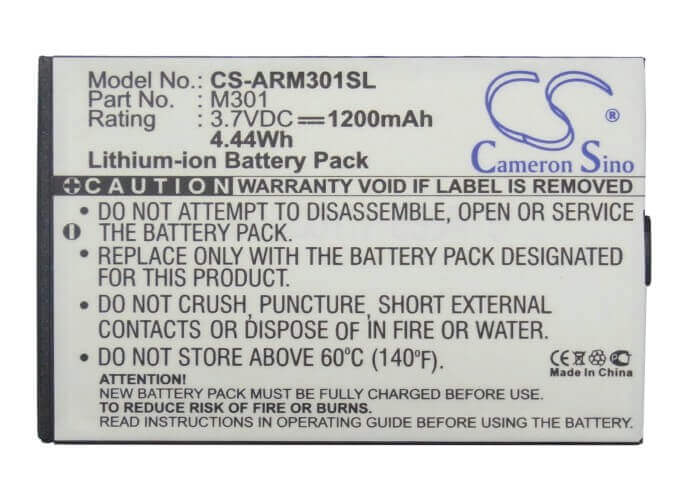 Model No.: CS-ARM301SL
Part No. : M301
Rating : 3.7VDC ⎓ 1200mAh
4.44Wh
Lithium-ion Battery Pack
CS ®
Cameron Sino
+ CAUTION WARRANTY VOID IF LABEL IS REMOVED
• DO NOT ATTEMPT TO DISASSEMBLE, OPEN OR SERVICE
THE BATTERY PACK.
• REPLACE ONLY WITH THE BATTERY PACK DESIGNATED
FOR THIS PRODUCT.
• DO NOT CRUSH, PUNCTURE, SHORT EXTERNAL
CONTACTS OR DISPOSE OF IN FIRE OR WATER.
• DO NOT STORE ABOVE 60°C (140°F).
CE
Made In China
ATTENTION!
NEW BATTERY PACK MUST BE FULLY CHARGED BEFORE
TO REDUCE RISK OF FIRE OR BURNS.
READ INSTRUCTIONS BEFORE USING THE BATTERY.